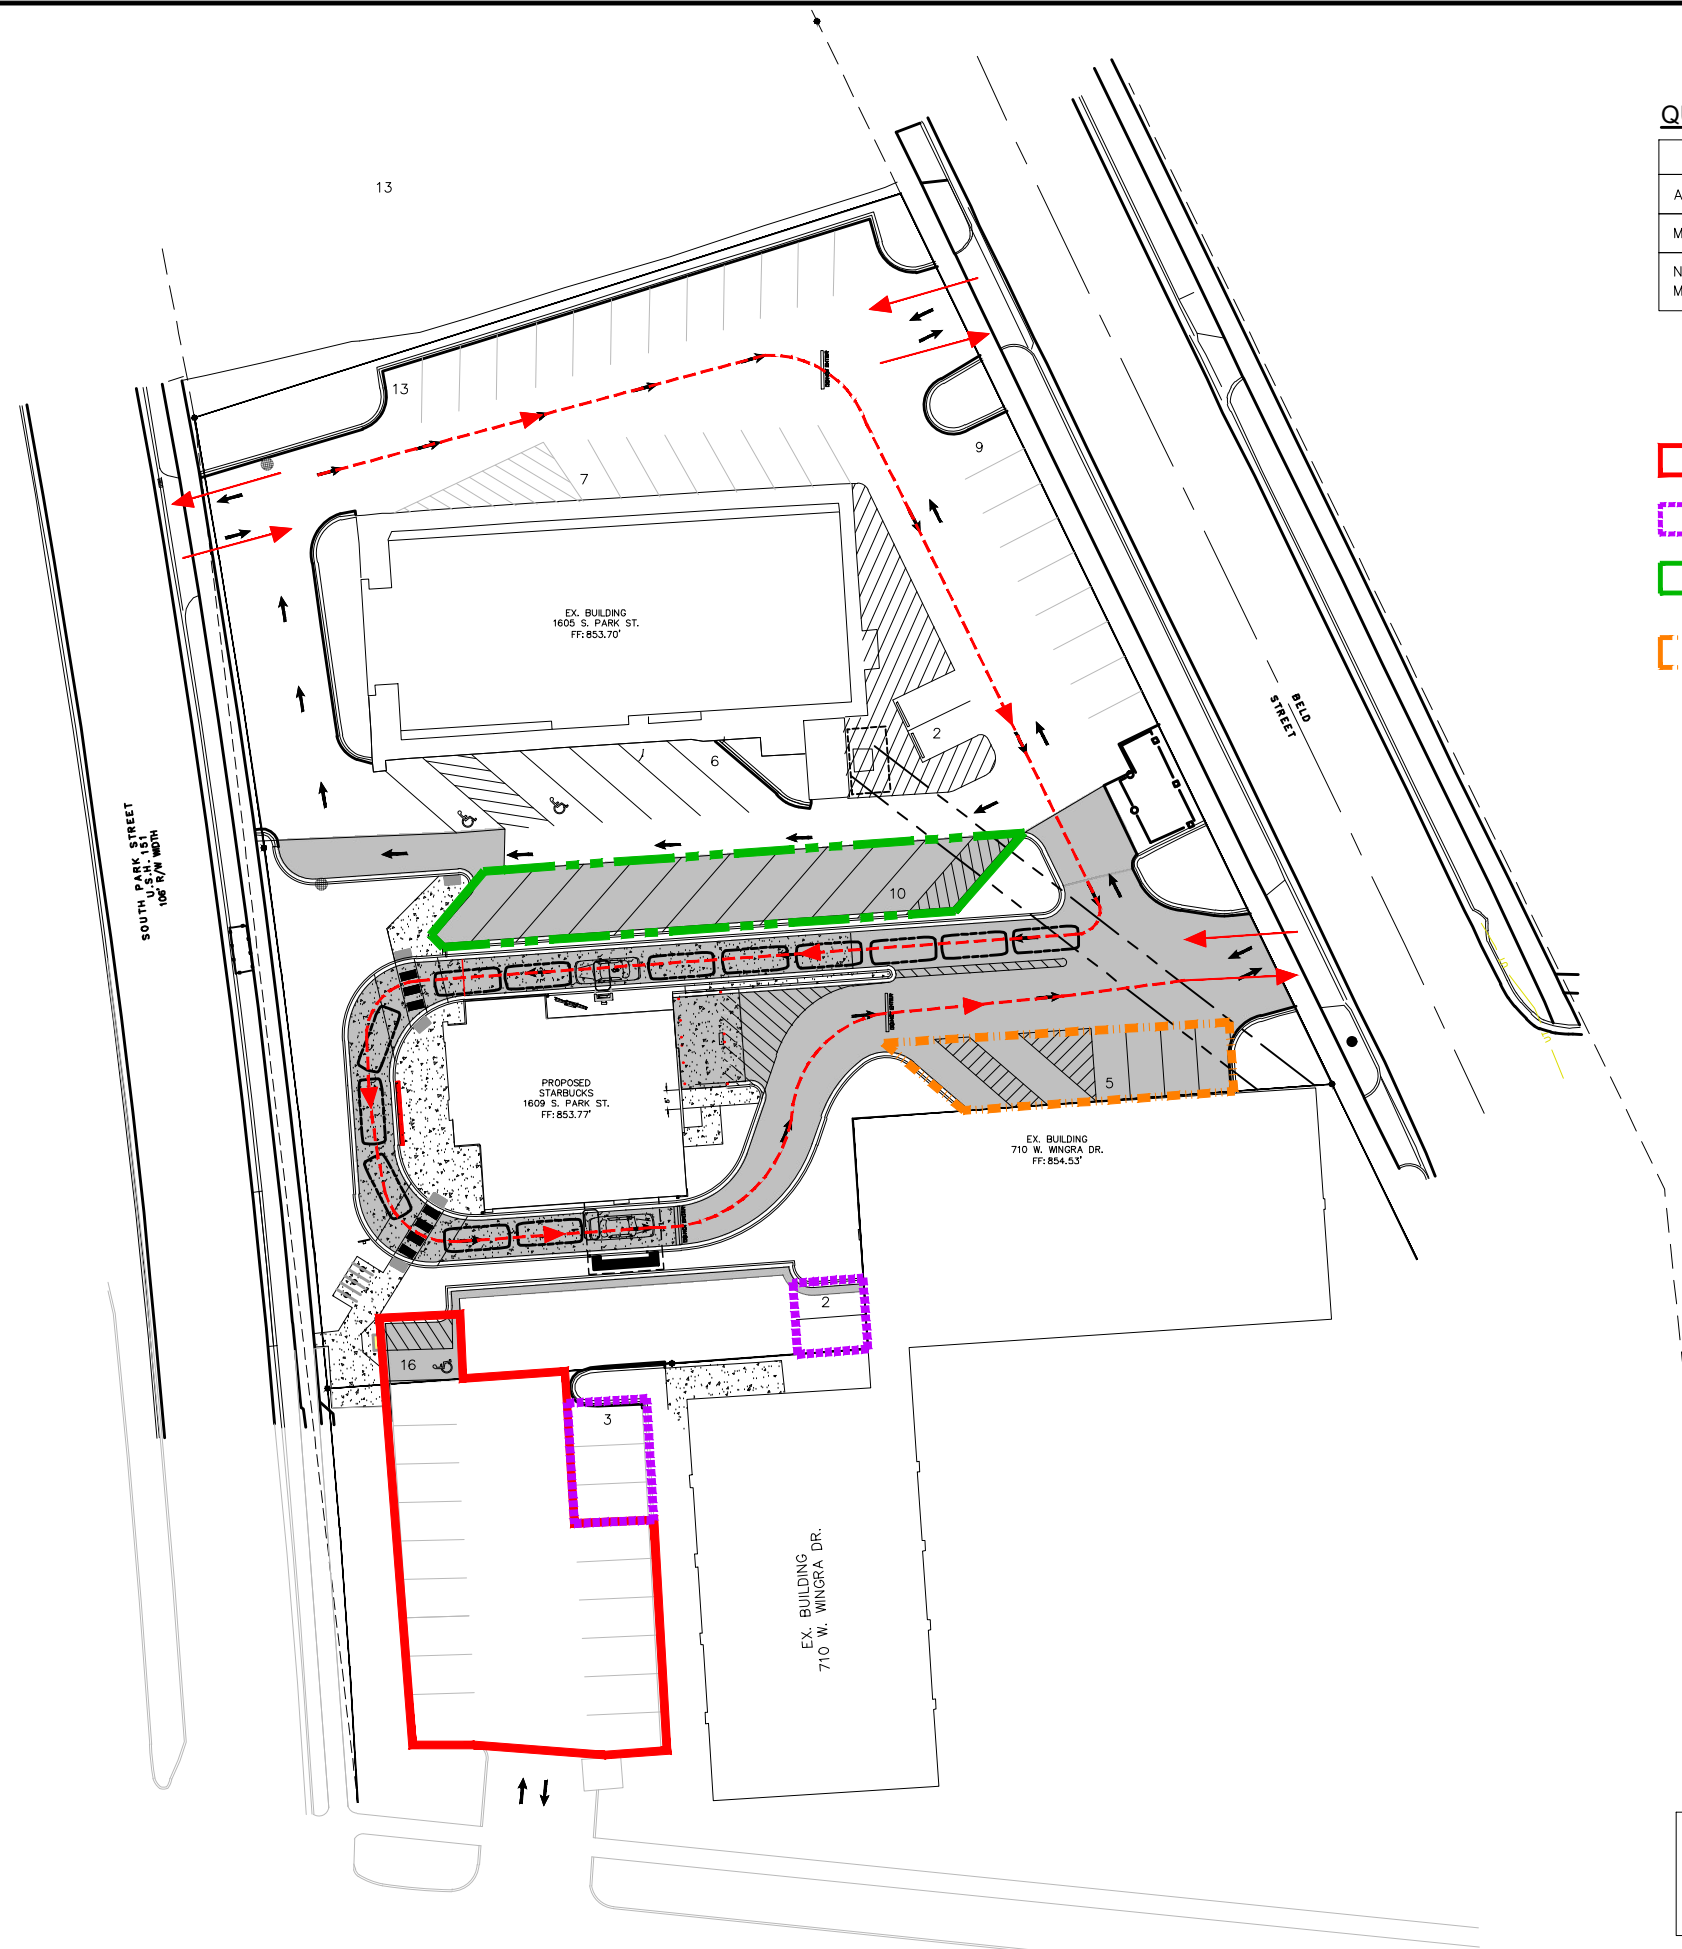 13
13
7
9
EX. BUILDING
1605 S. PARK ST.
FF: 853.70'
BELD
STREET
2
6
SOUTH PARK STREET
U.S.H. 151
106' R/W WIDTH
10
PROPOSED
STARBUCKS
1609 S. PARK ST.
FF: 853.77'
5
EX. BUILDING
710 W. WINGRA DR.
FF: 854.53'
2
16
3
EX. BUILDING
710 W. WINGRA DR.